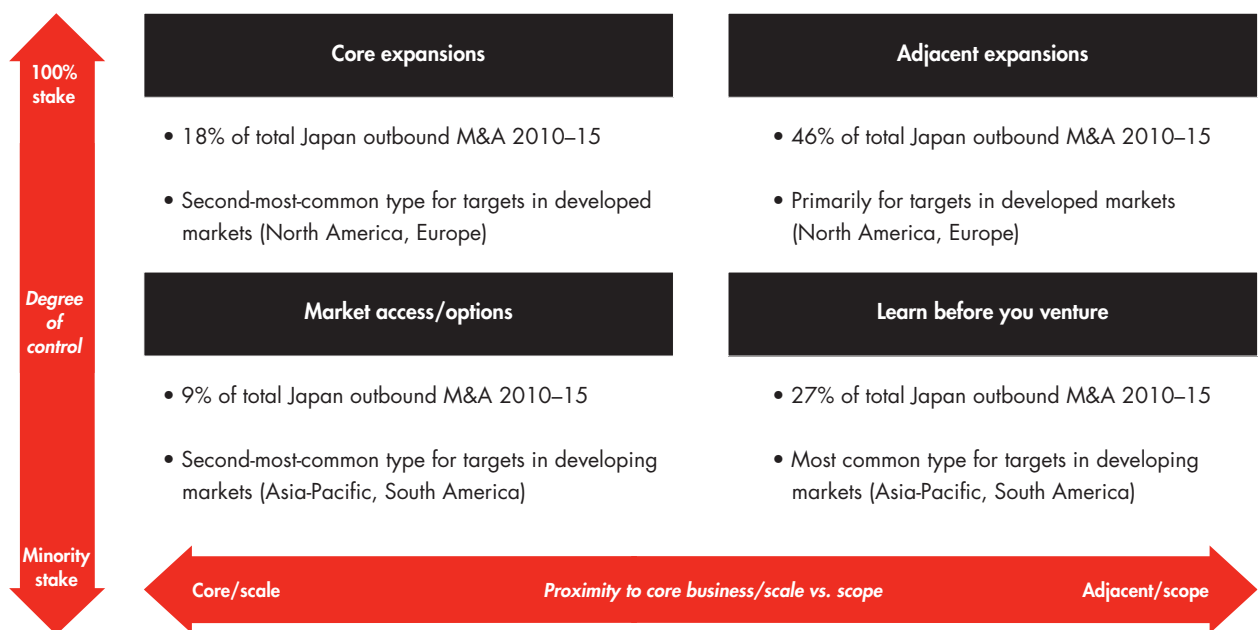 100%
stake
Degree
of
control
Minority
stake
Core expansions
• 18% of total Japan outbound M&A 2010–15
• Second-most-common type for targets in developed
markets (North America, Europe)
Adjacent expansions
• 46% of total Japan outbound M&A 2010–15
• Primarily for targets in developed markets
(North America, Europe)
Market access/options
• 9% of total Japan outbound M&A 2010–15
• Second-most-common type for targets in developing
markets (Asia-Pacific, South America)
Learn before you venture
• 27% of total Japan outbound M&A 2010–15
• Most common type for targets in developing
markets (Asia-Pacific, South America)
Core/scale
Proximity to core business/scale vs. scope
Adjacent/scope